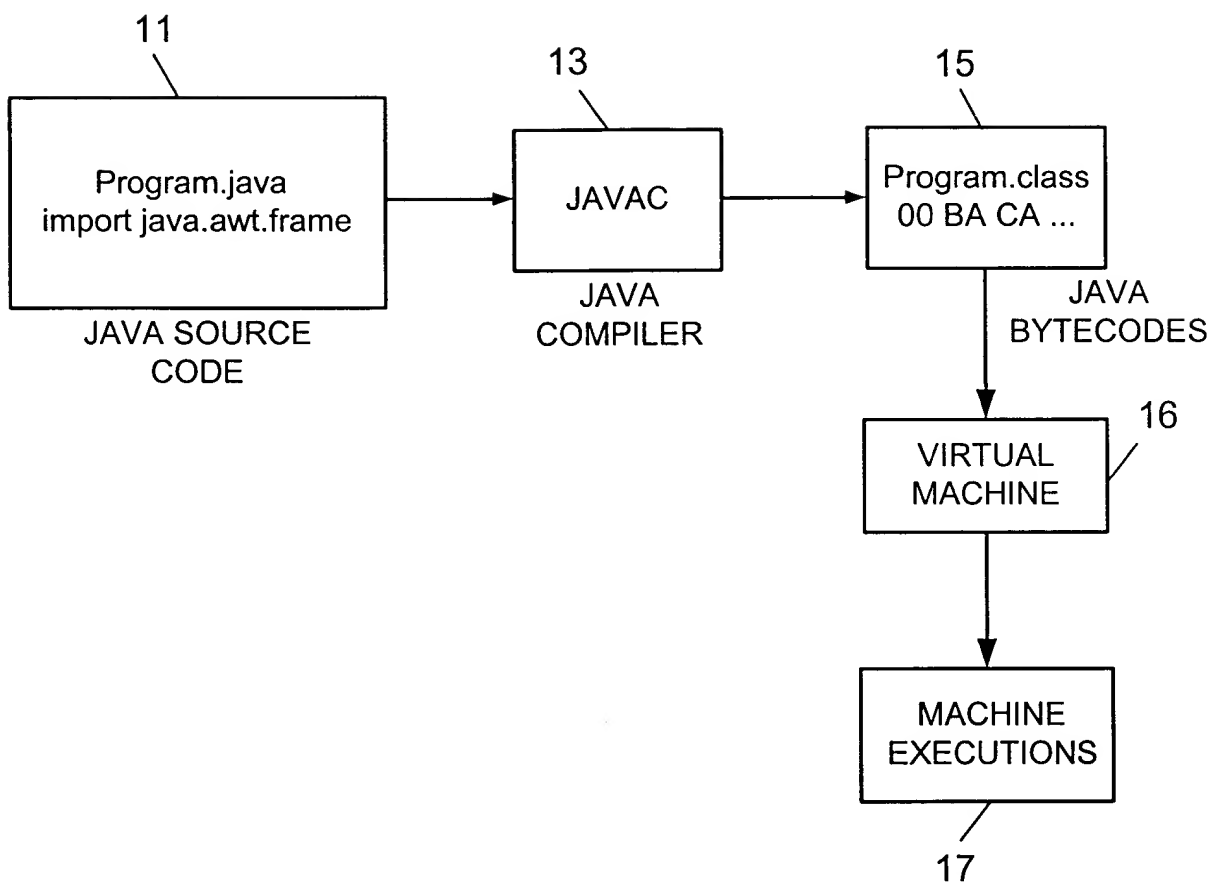 11
13
15
Program.java
import java.awt.frame
JAVAC
Program.class
00 BA CA ...
JAVA SOURCE
CODE
JAVA
COMPILER
JAVA
BYTECODES
16
VIRTUAL
MACHINE
MACHINE
EXECUTIONS
17